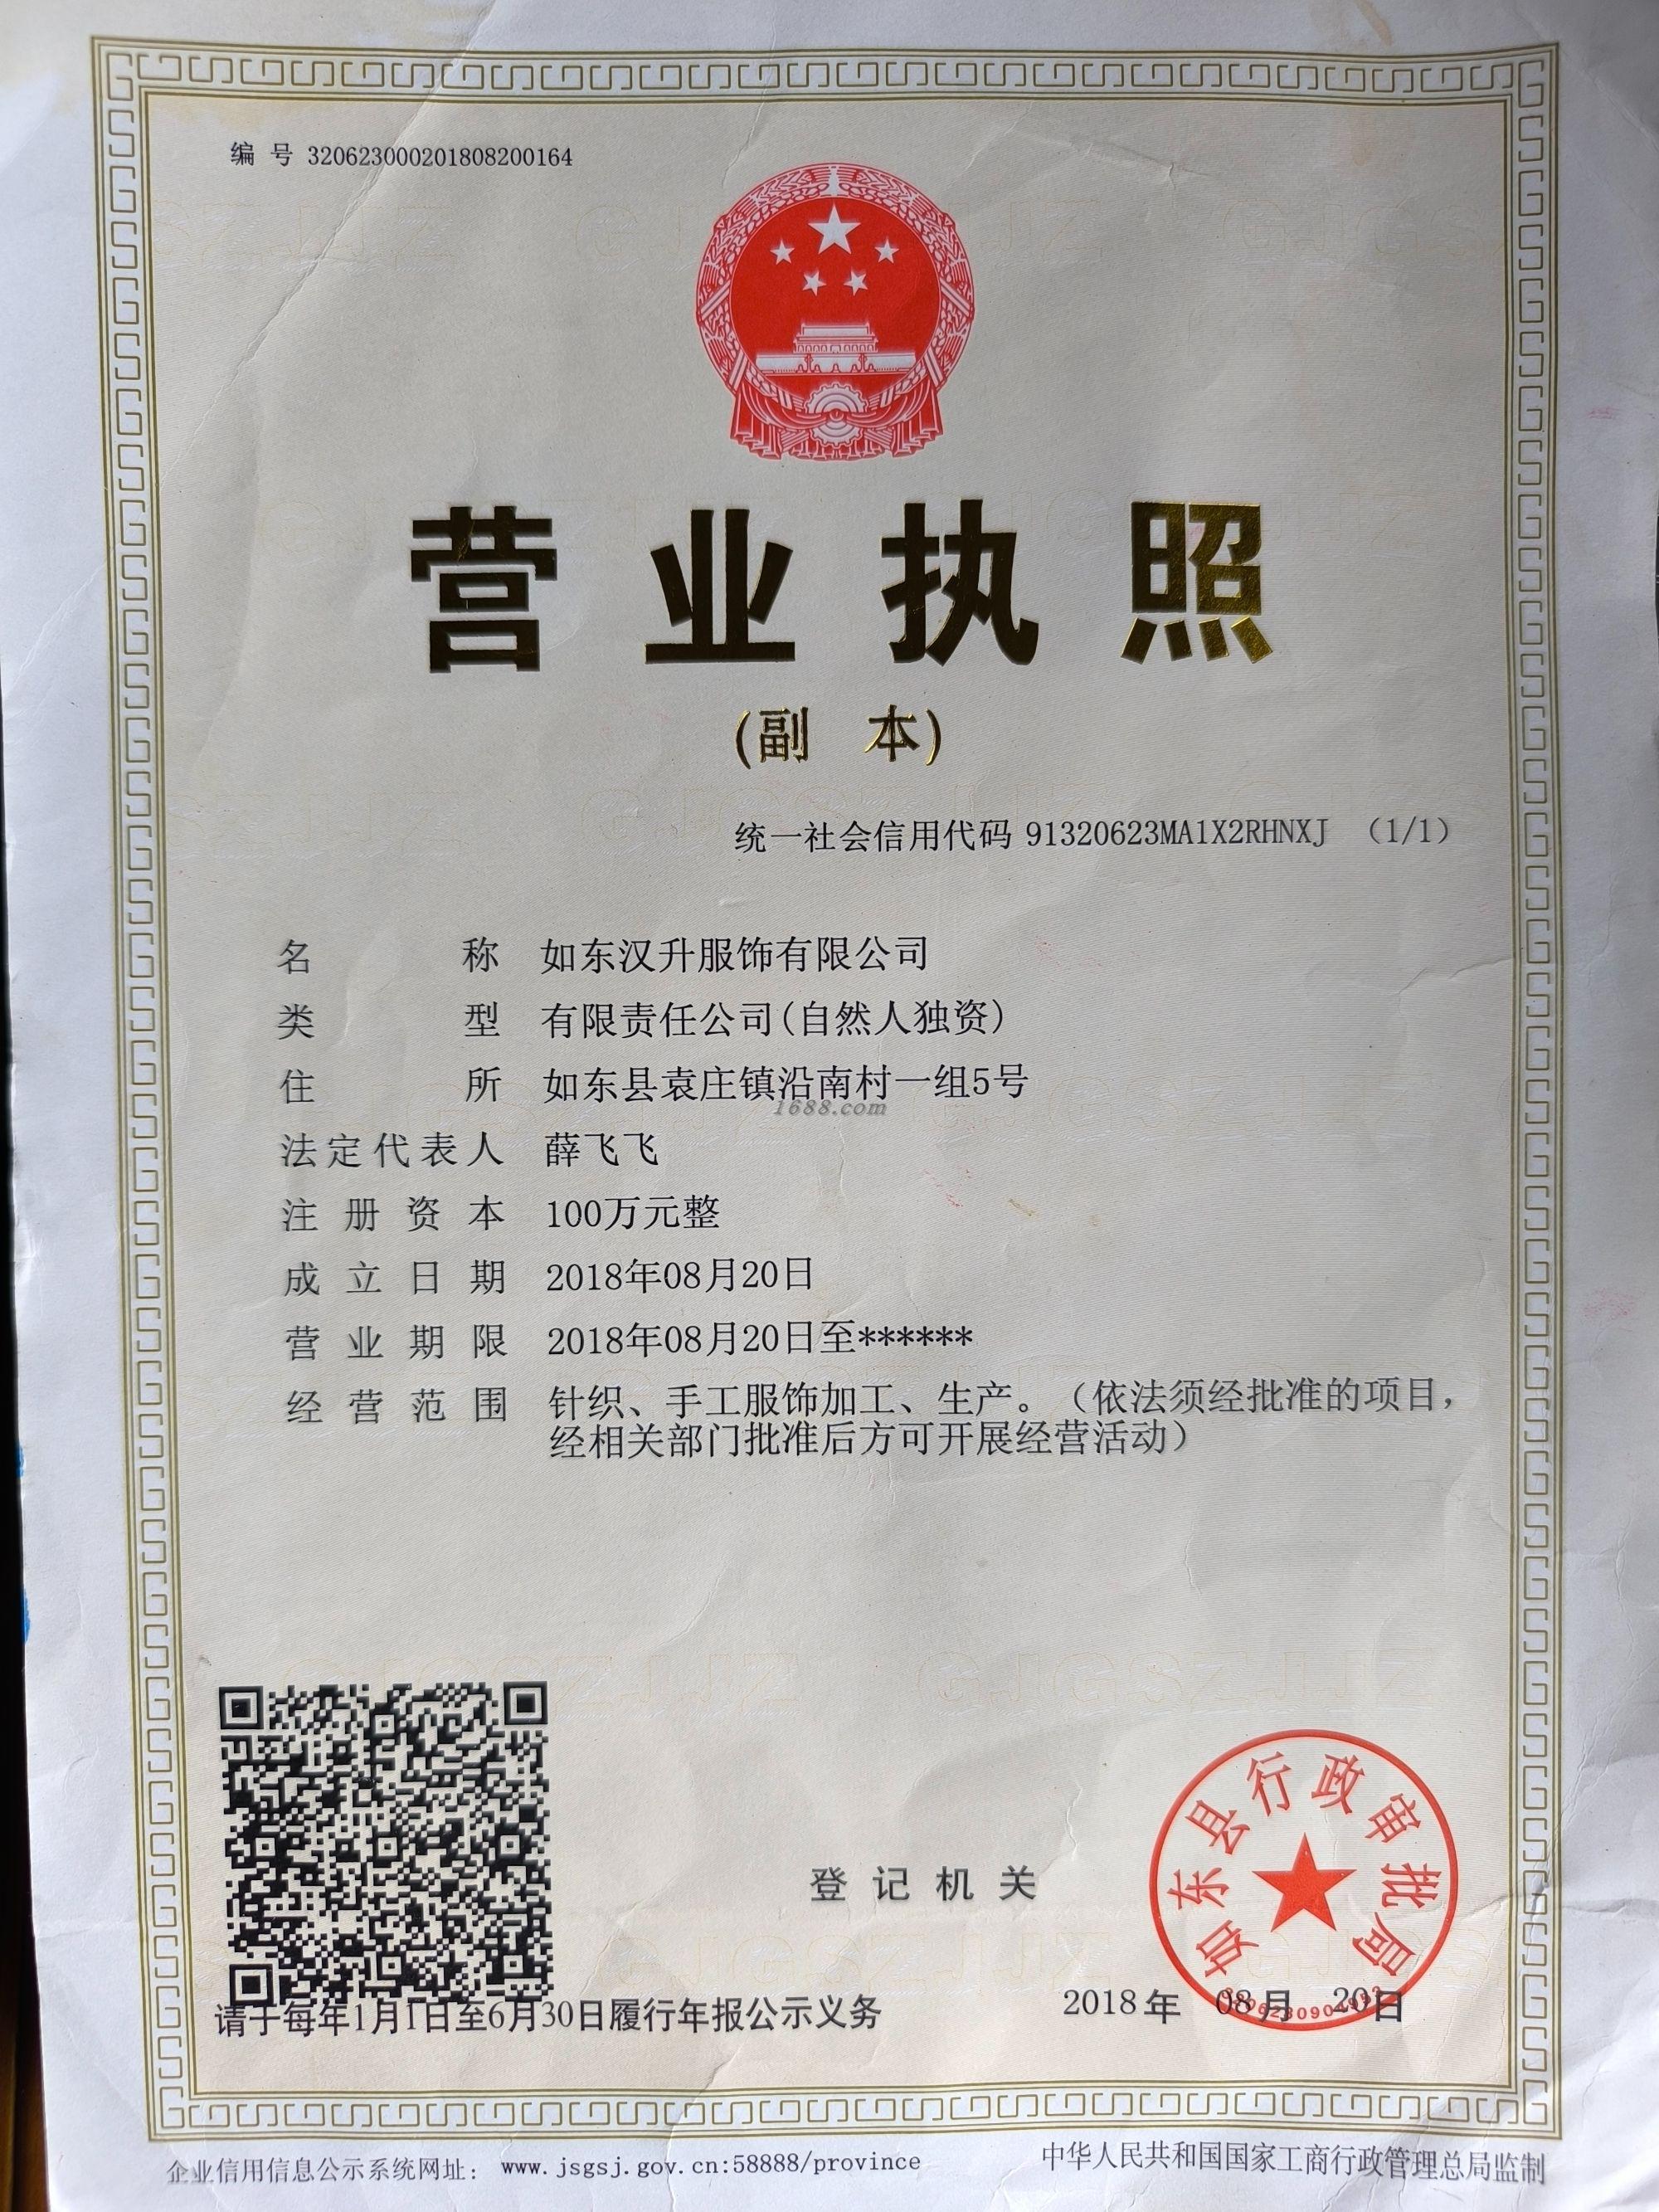 编 号 320623000201808200164
营业执照
(副 本)
统一社会信用代码 91320623MA1X2RHNXJ （1/1）
名 称 如东汉升服饰有限公司
类 型 有限责任公司(自然人独资)
住 所 如东县袁庄镇沿南村一组5号
1688.com
法定代表人 薛飞飞
注 册 资 本 100万元整
成 立 日 期 2018年08月20日
营 业 期 限 2018年08月20日至******
经 营 范 围 针织、手工服饰加工、生产。（依法须经批准的项目，
经相关部门批准后方可开展经营活动）
如东县行政审批局
登 记 机 关
2018年 08月 20日
请于每年1月1日至6月30日履行年报公示义务
企业信用信息公示系统网址： www.jsgsj.gov.cn:58888/province
中华人民共和国国家工商行政管理总局监制